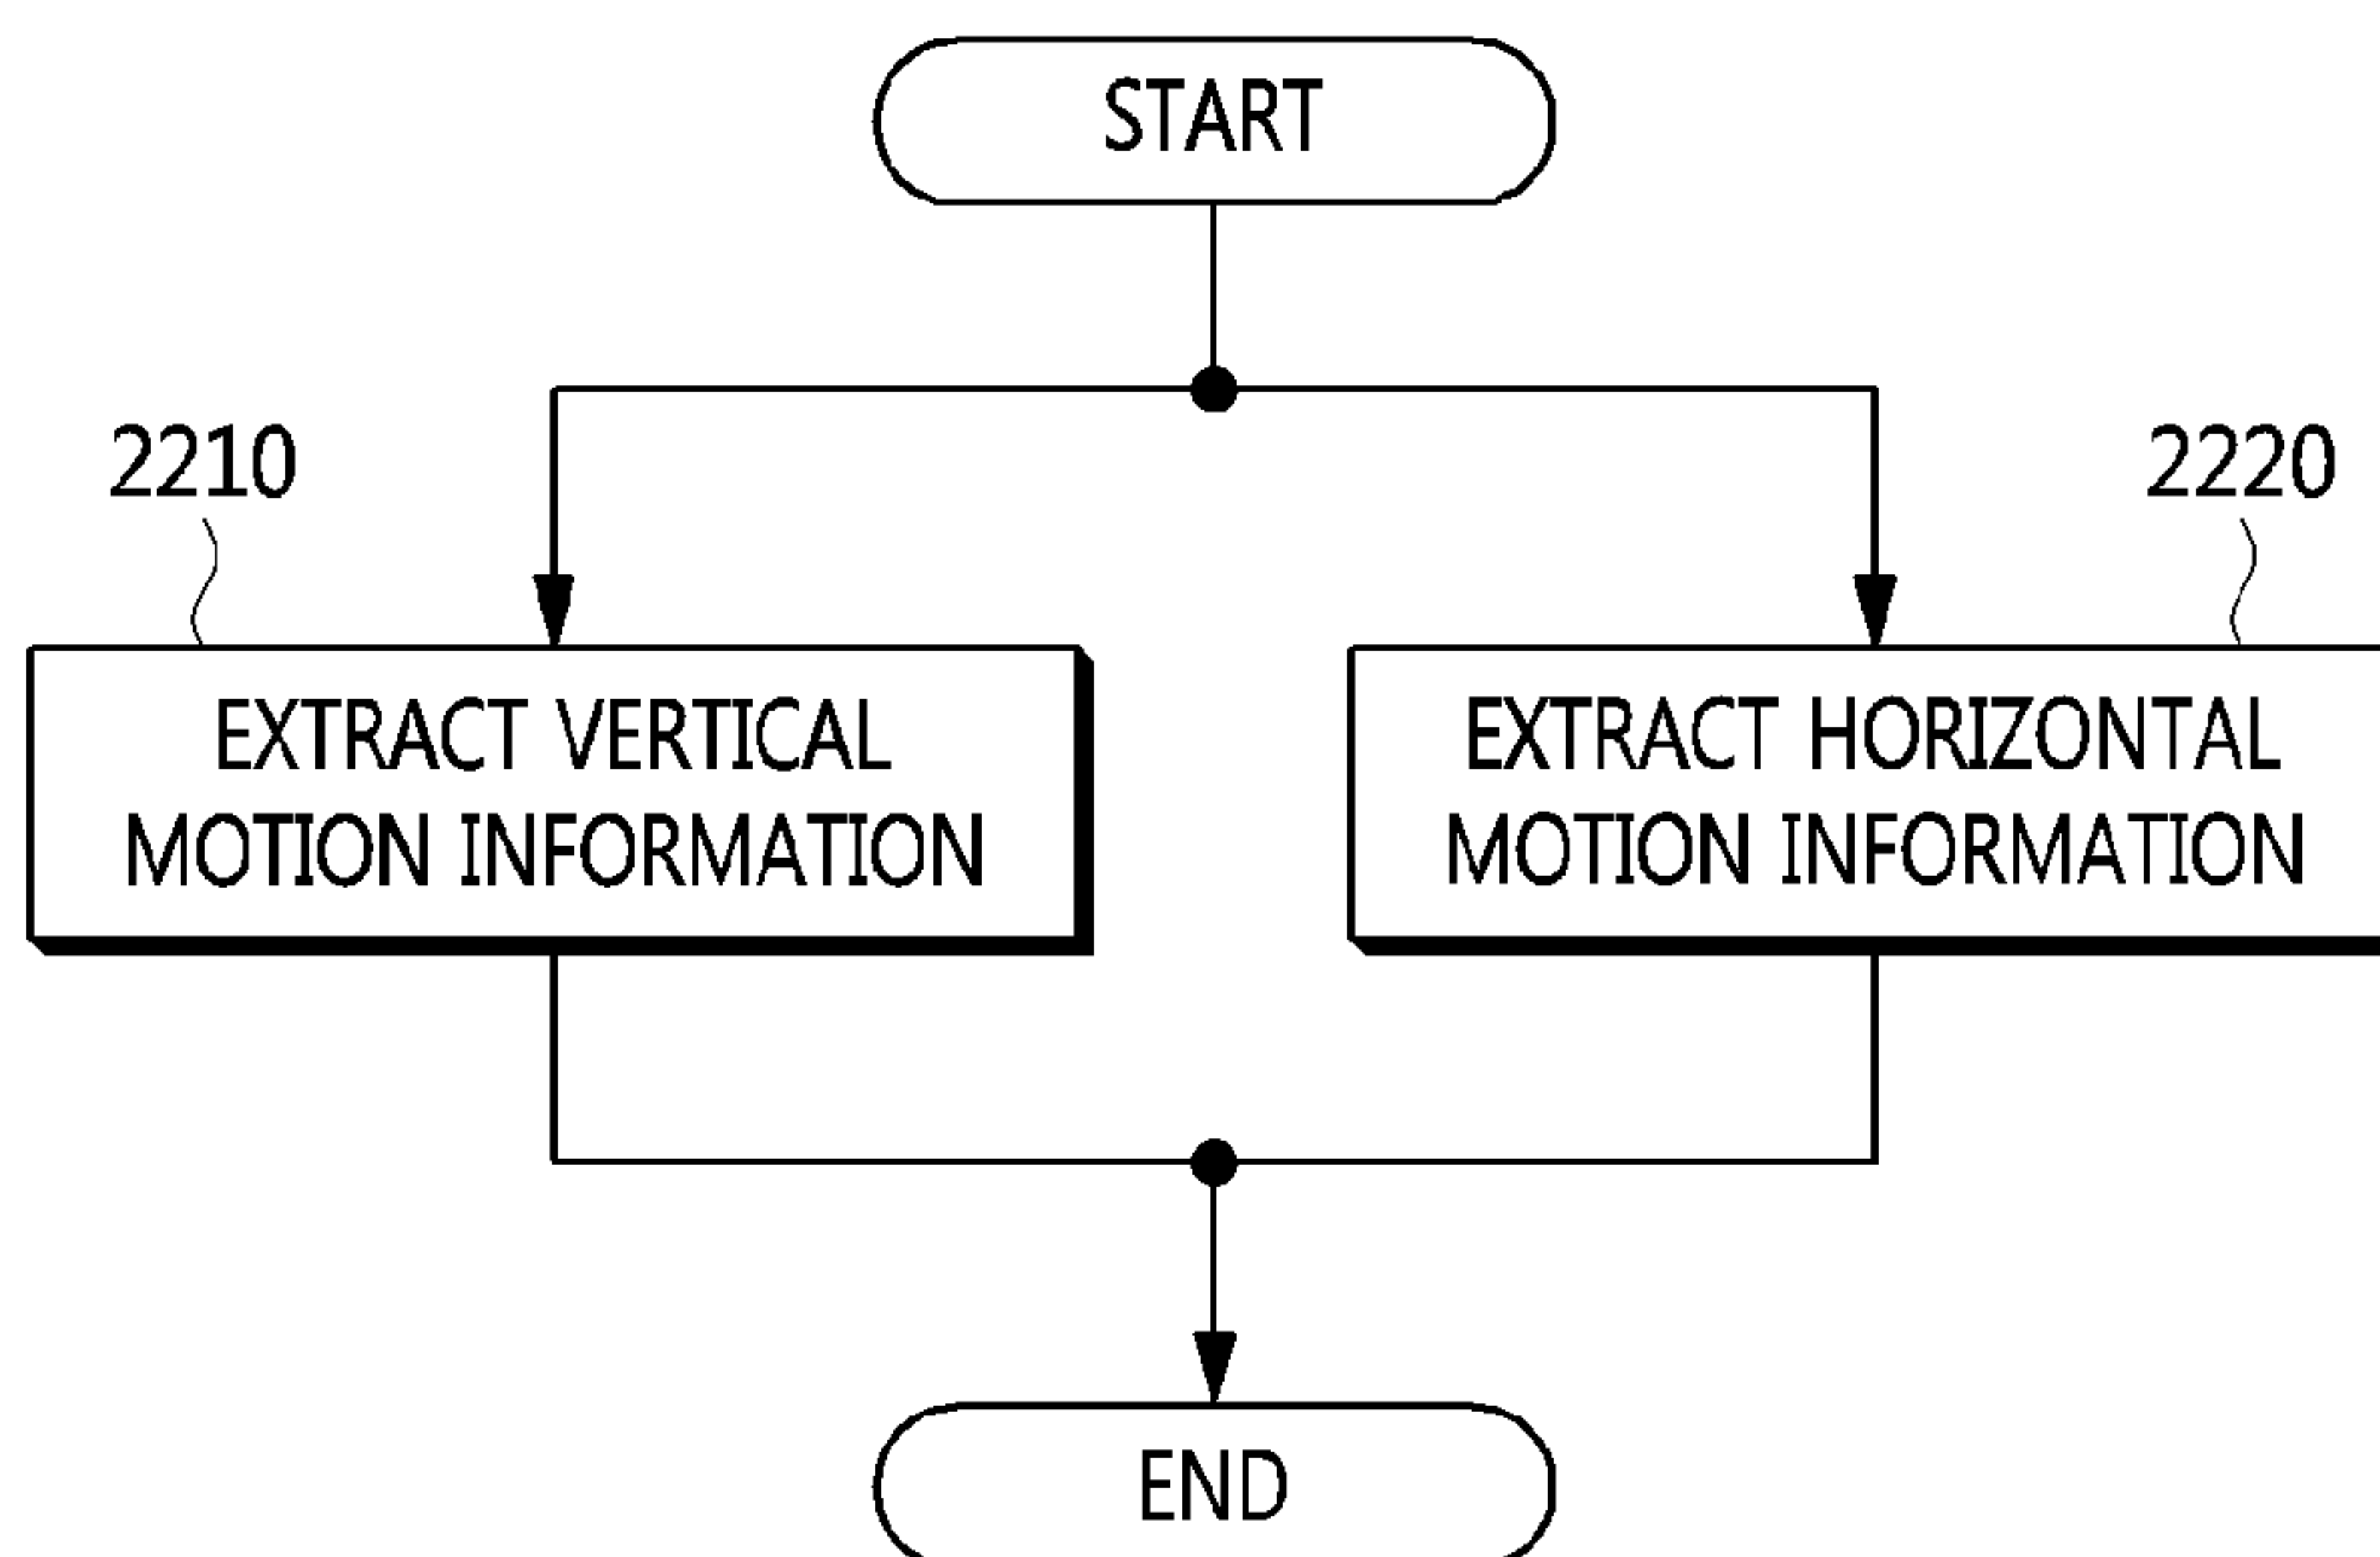 START
2210
2220
EXTRACT VERTICAL
MOTION INFORMATION
EXTRACT HORIZONTAL
MOTION INFORMATION
END